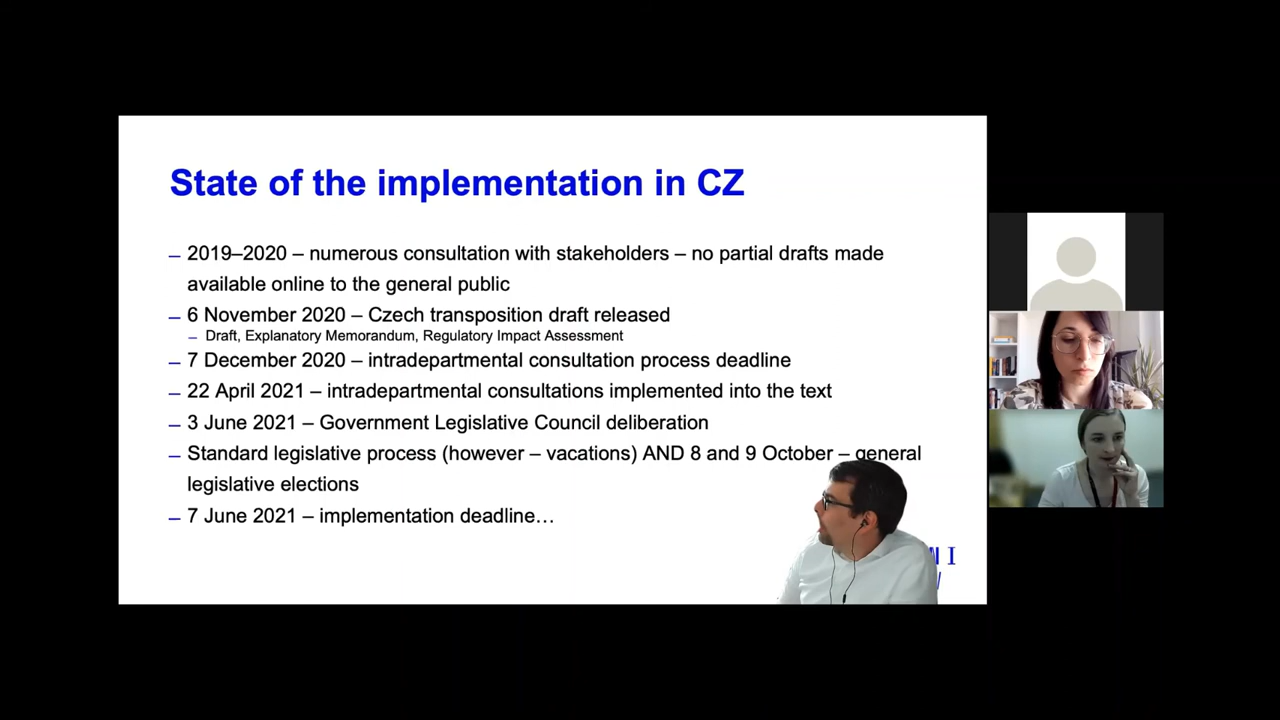 State of the implementation in CZ
– 2019–2020 – numerous consultation with stakeholders – no partial drafts made
available online to the general public
– 6 November 2020 – Czech transposition draft released
– Draft, Explanatory Memorandum, Regulatory Impact Assessment
– 7 December 2020 – intradepartmental consultation process deadline
– 22 April 2021 – intradepartmental consultations implemented into the text
– 3 June 2021 – Government Legislative Council deliberation
– Standard legislative process (however – vacations) AND 8 and 9 October – general
legislative elections
– 7 June 2021 – implementation deadline…